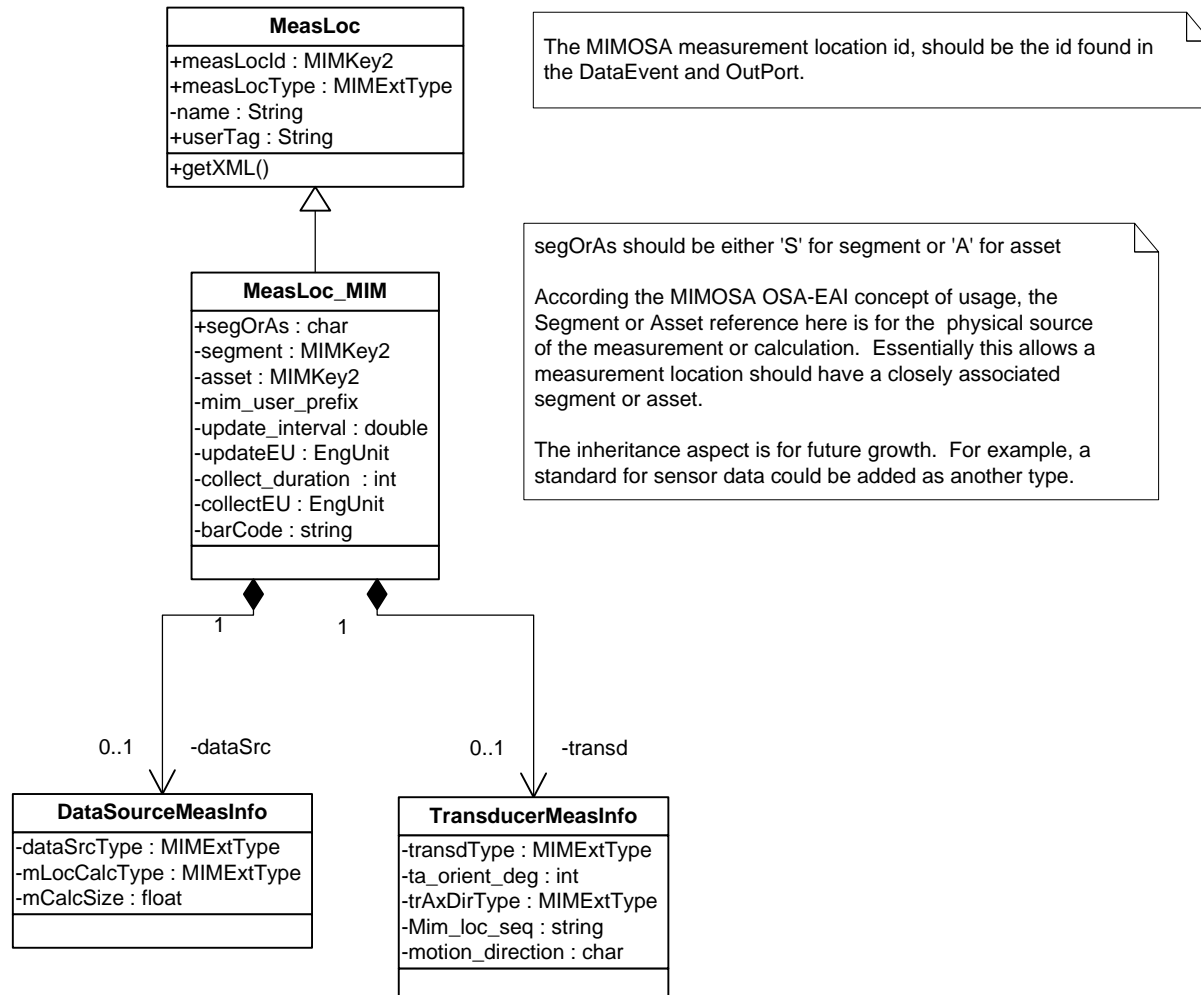 MeasLoc
+measLocId : MIMKey2
+measLocType : MIMExtType
-name : String
+userTag : String
+getXML()
The MIMOSA measurement location id, should be the id found in
the DataEvent and OutPort.
MeasLoc_MIM
+segOrAs : char
-segment : MIMKey2
-asset : MIMKey2
-mim_user_prefix
-update_interval : double
-updateEU : EngUnit
-collect_duration : int
-collectEU : EngUnit
-barCode : string
segOrAs should be either 'S' for segment or 'A' for asset
According the MIMOSA OSA-EAI concept of usage, the
Segment or Asset reference here is for the physical source
of the measurement or calculation. Essentially this allows a
measurement location should have a closely associated
segment or asset.
The inheritance aspect is for future growth. For example, a
standard for sensor data could be added as another type.
1
1
0..1
-dataSrc
0..1
-transd
DataSourceMeasInfo
-dataSrcType : MIMExtType
-mLocCalcType : MIMExtType
-mCalcSize : float
TransducerMeasInfo
-transdType : MIMExtType
-ta_orient_deg : int
-trAxDirType : MIMExtType
-Mim_loc_seq : string
-motion_direction : char